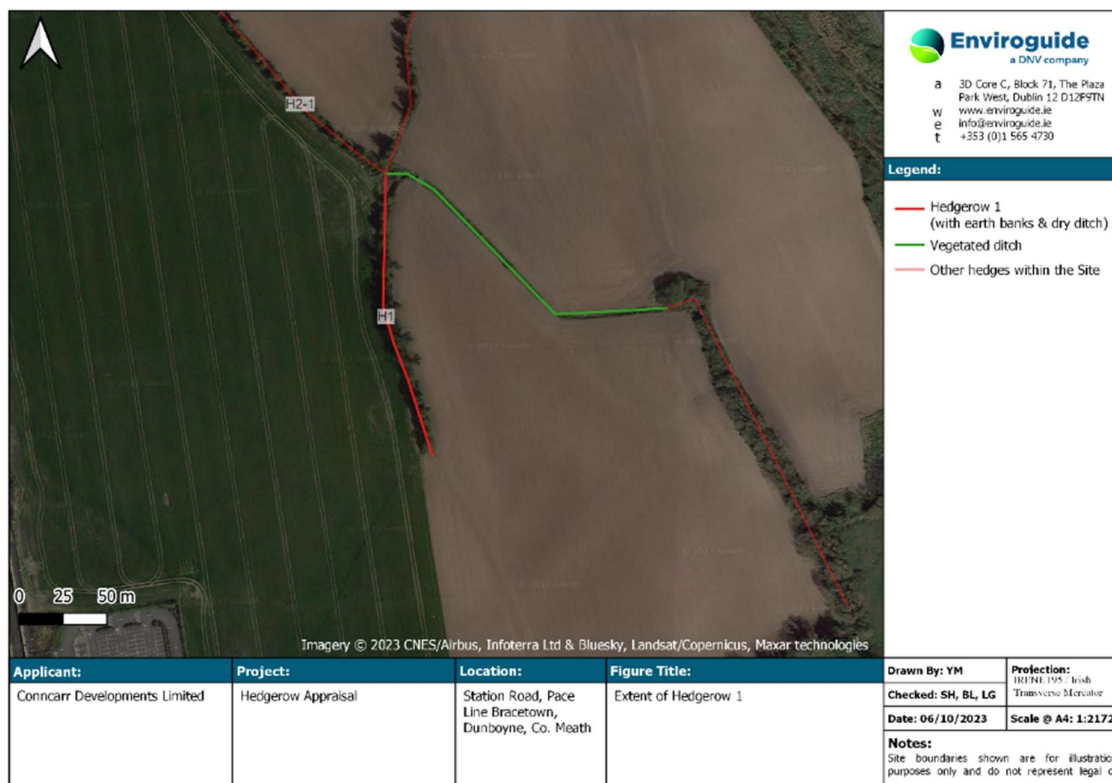 H2-1
H1
0 25 50 m
Imagery © 2023 CNES/Airbus, Infoterra Ltd & Bluesky, Landsat/Copernicus, Maxar technologies
Enviroguide
a DNV company
a 3D Core C, Block 71, The Plaza
Park West, Dublin 12 D12F9TN
w www.enviroguide.ie
e info@enviroguide.ie
t +353 (0)1 565 4730
Legend:
Hedgerow 1
(with earth banks & dry ditch)
Vegetated ditch
Other hedges within the Site
Applicant:
Conncarr Developments Limited
Project:
Hedgerow Appraisal
Location:
Station Road, Pace
Line Bracetown,
Dunboyne, Co. Meath
Figure Title:
Extent of Hedgerow 1
Drawn By: YM
Checked: SH, BL, LG
Date: 06/10/2023
Projection:
IRENET95 / Irish
Transverse Mercator
Scale @ A4: 1:2172
Notes:
Site boundaries shown are for illustratio
purposes only and do not represent legal o